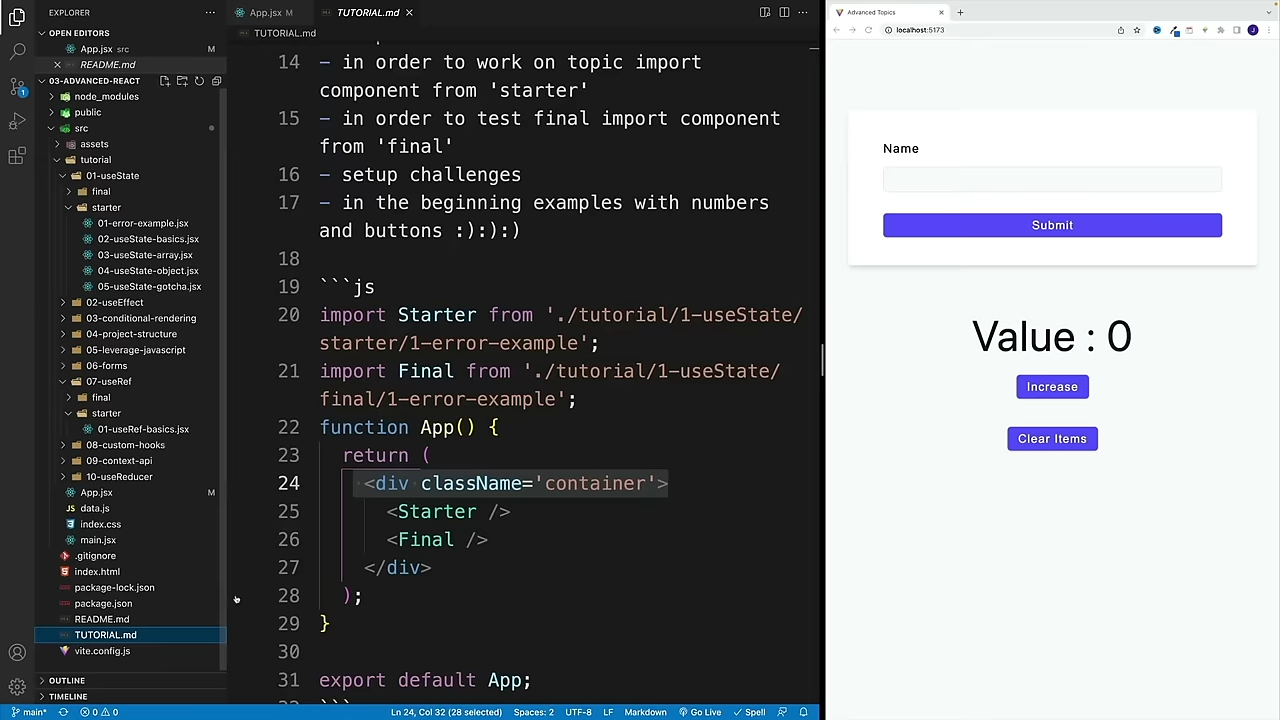 EXPLORER
OPEN EDITORS
App.jsx src M
README.md
03-ADVANCED-REACT
node_modules
public
src
assets
tutorial
01-useState
final
starter
01-error-example.jsx
02-useState-basics.jsx
03-useState-array.jsx
04-useState-object.jsx
05-useState-gotcha.jsx
02-useEffect
03-conditional-rendering
04-project-structure
05-leverage-javascript
06-forms
07-useRef
final
starter
01-useRef-basics.jsx
08-custom-hooks
09-context-api
10-useReducer
App.jsx M
data.js
index.css
main.jsx
.gitignore
index.html
package-lock.json
package.json
README.md
TUTORIAL.md
vite.config.js
OUTLINE
TIMELINE
App.jsx M TUTORIAL.md
TUTORIAL.md
14 - in order to work on topic import
component from 'starter'
15 - in order to test final import component
from 'final'
16 - setup challenges
17 - in the beginning examples with numbers
and buttons :):):)
18
19 ```js
20 import Starter from './tutorial/1-useState/
starter/1-error-example';
21 import Final from './tutorial/1-useState/
final/1-error-example';
22 function App() {
23 return (
24 <div className='container'>
25 <Starter />
26 <Final />
27 </div>
28 );
29 }
30
31 export default App;
main* 0 0 Ln 24, Col 32 (28 selected) Spaces: 2 UTF-8 LF Markdown Go Live Spell
Advanced Topics
localhost:5173
Name
Submit
Value : 0
Increase
Clear Items